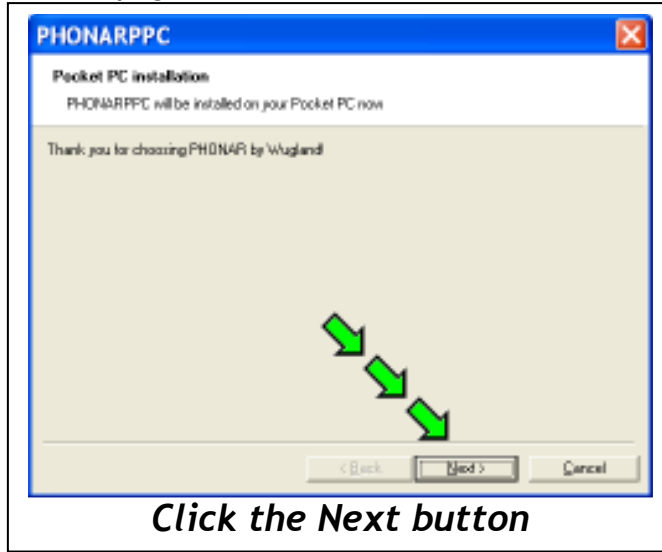 PHONARPPC
Pocket PC installation
PHONARPPC will be installed on your Pocket PC now
Thank you for choosing PHONAR by Wugland!
< Back
Next >
Cancel
Click the Next button